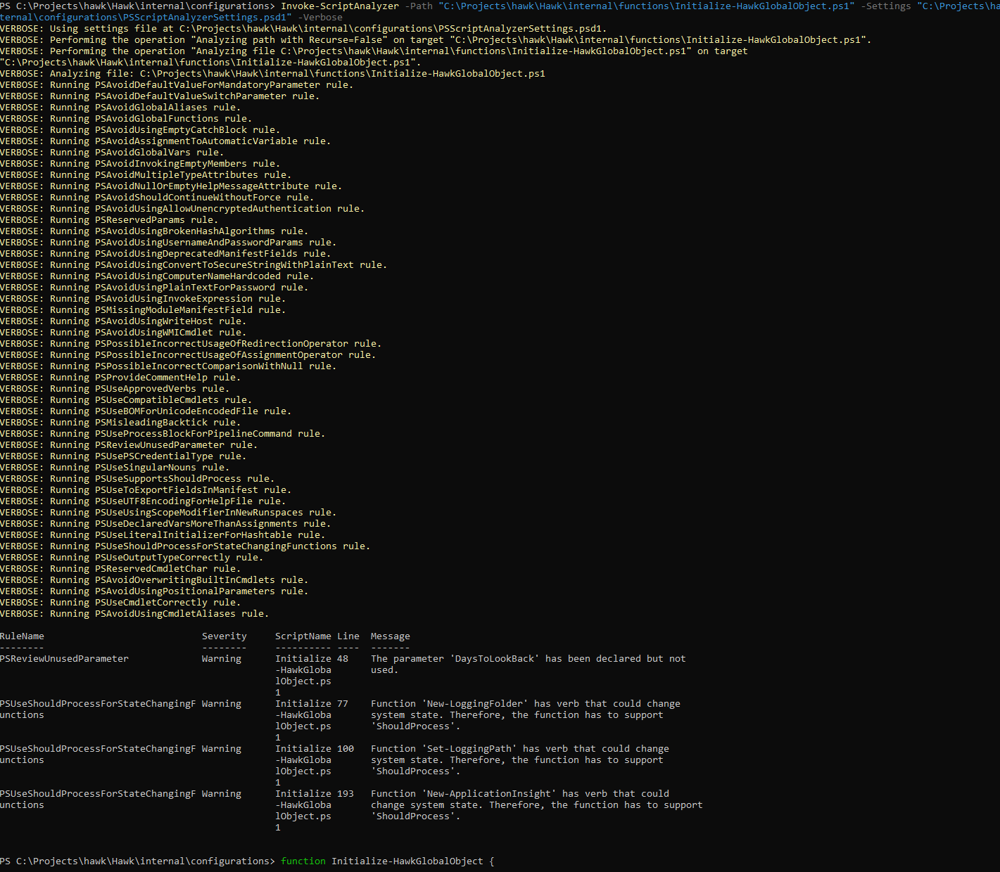 PS C:\Projects\hawk\Hawk\internal\configurations> Invoke-ScriptAnalyzer -Path "C:\Projects\hawk\Hawk\internal\functions\Initialize-HawkGlobalObject.ps1" -Settings "C:\Projects\ha
ternal\configurations\PSScriptAnalyzerSettings.psd1" -Verbose
VERBOSE: Using settings file at C:\Projects\hawk\Hawk\internal\configurations\PSScriptAnalyzerSettings.psd1.
VERBOSE: Performing the operation "Analyzing path with Recurse=False" on target "C:\Projects\hawk\Hawk\internal\functions\Initialize-HawkGlobalObject.ps1".
VERBOSE: Performing the operation "Analyzing file C:\Projects\hawk\Hawk\internal\functions\Initialize-HawkGlobalObject.ps1" on target
"C:\Projects\hawk\Hawk\internal\functions\Initialize-HawkGlobalObject.ps1".
VERBOSE: Analyzing file: C:\Projects\hawk\Hawk\internal\functions\Initialize-HawkGlobalObject.ps1
VERBOSE: Running PSAvoidDefaultValueForMandatoryParameter rule.
VERBOSE: Running PSAvoidDefaultValueSwitchParameter rule.
VERBOSE: Running PSAvoidGlobalAliases rule.
VERBOSE: Running PSAvoidGlobalFunctions rule.
VERBOSE: Running PSAvoidUsingEmptyCatchBlock rule.
VERBOSE: Running PSAvoidAssignmentToAutomaticVariable rule.
VERBOSE: Running PSAvoidGlobalVars rule.
VERBOSE: Running PSAvoidInvokingEmptyMembers rule.
VERBOSE: Running PSAvoidMultipleTypeAttributes rule.
VERBOSE: Running PSAvoidNullOrEmptyHelpMessageAttribute rule.
VERBOSE: Running PSAvoidShouldContinueWithoutForce rule.
VERBOSE: Running PSAvoidUsingAllowUnencryptedAuthentication rule.
VERBOSE: Running PSReservedParams rule.
VERBOSE: Running PSAvoidUsingBrokenHashAlgorithms rule.
VERBOSE: Running PSAvoidUsingUsernameAndPasswordParams rule.
VERBOSE: Running PSAvoidUsingDeprecatedManifestFields rule.
VERBOSE: Running PSAvoidUsingConvertToSecureStringWithPlainText rule.
VERBOSE: Running PSAvoidUsingComputerNameHardcoded rule.
VERBOSE: Running PSAvoidUsingPlainTextForPassword rule.
VERBOSE: Running PSAvoidUsingInvokeExpression rule.
VERBOSE: Running PSMissingModuleManifestField rule.
VERBOSE: Running PSAvoidUsingWriteHost rule.
VERBOSE: Running PSAvoidUsingWMICmdlet rule.
VERBOSE: Running PSPossibleIncorrectUsageOfRedirectionOperator rule.
VERBOSE: Running PSPossibleIncorrectUsageOfAssignmentOperator rule.
VERBOSE: Running PSPossibleIncorrectComparisonWithNull rule.
VERBOSE: Running PSProvideCommentHelp rule.
VERBOSE: Running PSUseApprovedVerbs rule.
VERBOSE: Running PSUseCompatibleCmdlets rule.
VERBOSE: Running PSUseBOMForUnicodeEncodedFile rule.
VERBOSE: Running PSMisleadingBacktick rule.
VERBOSE: Running PSUseProcessBlockForPipelineCommand rule.
VERBOSE: Running PSReviewUnusedParameter rule.
VERBOSE: Running PSUsePSCredentialType rule.
VERBOSE: Running PSUseSingularNouns rule.
VERBOSE: Running PSUseSupportsShouldProcess rule.
VERBOSE: Running PSUseToExportFieldsInManifest rule.
VERBOSE: Running PSUseUTF8EncodingForHelpFile rule.
VERBOSE: Running PSUseUsingScopeModifierInNewRunspaces rule.
VERBOSE: Running PSUseDeclaredVarsMoreThanAssignments rule.
VERBOSE: Running PSUseLiteralInitializerForHashtable rule.
VERBOSE: Running PSUseShouldProcessForStateChangingFunctions rule.
VERBOSE: Running PSUseOutputTypeCorrectly rule.
VERBOSE: Running PSReservedCmdletChar rule.
VERBOSE: Running PSAvoidOverwritingBuiltInCmdlets rule.
VERBOSE: Running PSAvoidUsingPositionalParameters rule.
VERBOSE: Running PSUseCmdletCorrectly rule.
VERBOSE: Running PSAvoidUsingCmdletAliases rule.
RuleName Severity ScriptName Line Message
-------- -------- ---------- ---- -------
PSReviewUnusedParameter Warning Initialize 48 The parameter 'DaysToLookBack' has been declared but not
-HawkGloba used.
lObject.ps
1
PSUseShouldProcessForStateChangingF Warning Initialize 77 Function 'New-LoggingFolder' has verb that could change
unctions -HawkGloba system state. Therefore, the function has to support
lObject.ps 'ShouldProcess'.
1
PSUseShouldProcessForStateChangingF Warning Initialize 100 Function 'Set-LoggingPath' has verb that could change
unctions -HawkGloba system state. Therefore, the function has to support
lObject.ps 'ShouldProcess'.
1
PSUseShouldProcessForStateChangingF Warning Initialize 193 Function 'New-ApplicationInsight' has verb that could
unctions -HawkGloba change system state. Therefore, the function has to support
lObject.ps 'ShouldProcess'.
1
PS C:\Projects\hawk\Hawk\internal\configurations> function Initialize-HawkGlobalObject {